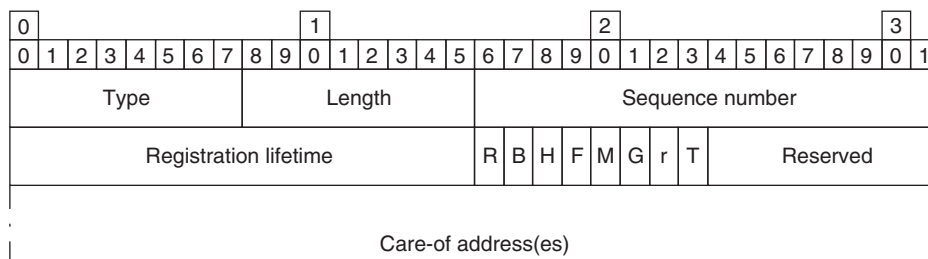 0 1 2 3
0 1 2 3 4 5 6 7 8 9 0 1 2 3 4 5 6 7 8 9 0 1 2 3 4 5 6 7 8 9 0 1
Type Length Sequence number
Registration lifetime R B H F M G r T Reserved
Care-of address(es)